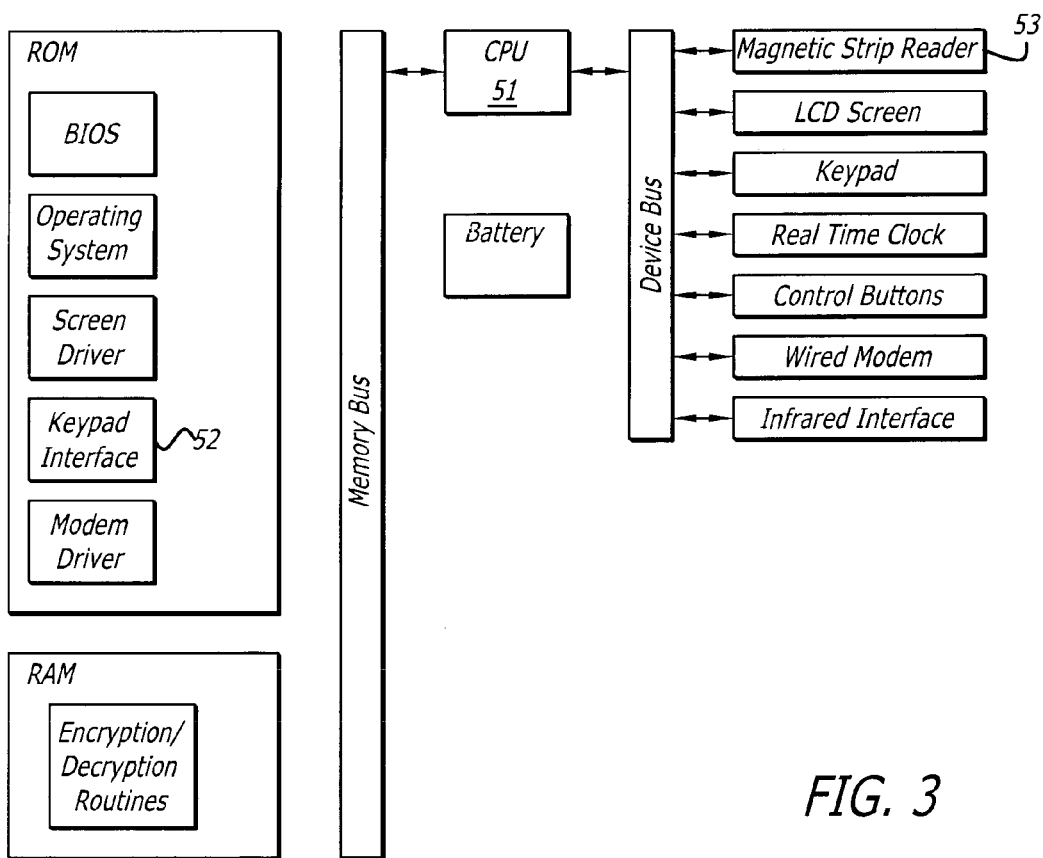 ROM
BIOS
Operating
System
Screen
Driver
Keypad
Interface
52
Modem
Driver
RAM
Encryption/
Decryption
Routines
Memory Bus
CPU
51
Battery
Device Bus
53
Magnetic Strip Reader
LCD Screen
Keypad
Real Time Clock
Control Buttons
Wired Modem
Infrared Interface
FIG. 3